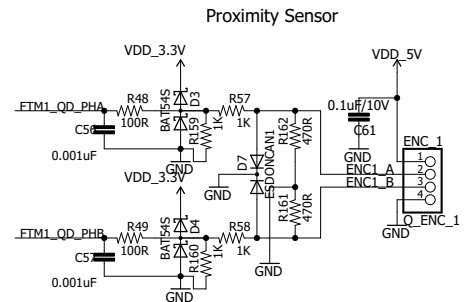 Proximity Sensor
VDD_3.3V
VDD_5V
FTM1_QD_PHA
R48
100R
C56
0.001uF
D3
BAT54S
R159
1K
GND
R57
1K
D7
ESDONCAN1
GND
R162
470R
R161
470R
GND
0.1uF/10V
C61
GND
ENC1_A
ENC1_B
ENC_1
1
2
3
4
Q_ENC_1
GND
VDD_3.3V
FTM1_QD_PHB
R49
100R
C57
0.001uF
D4
BAT54S
R160
1K
GND
R58
1K